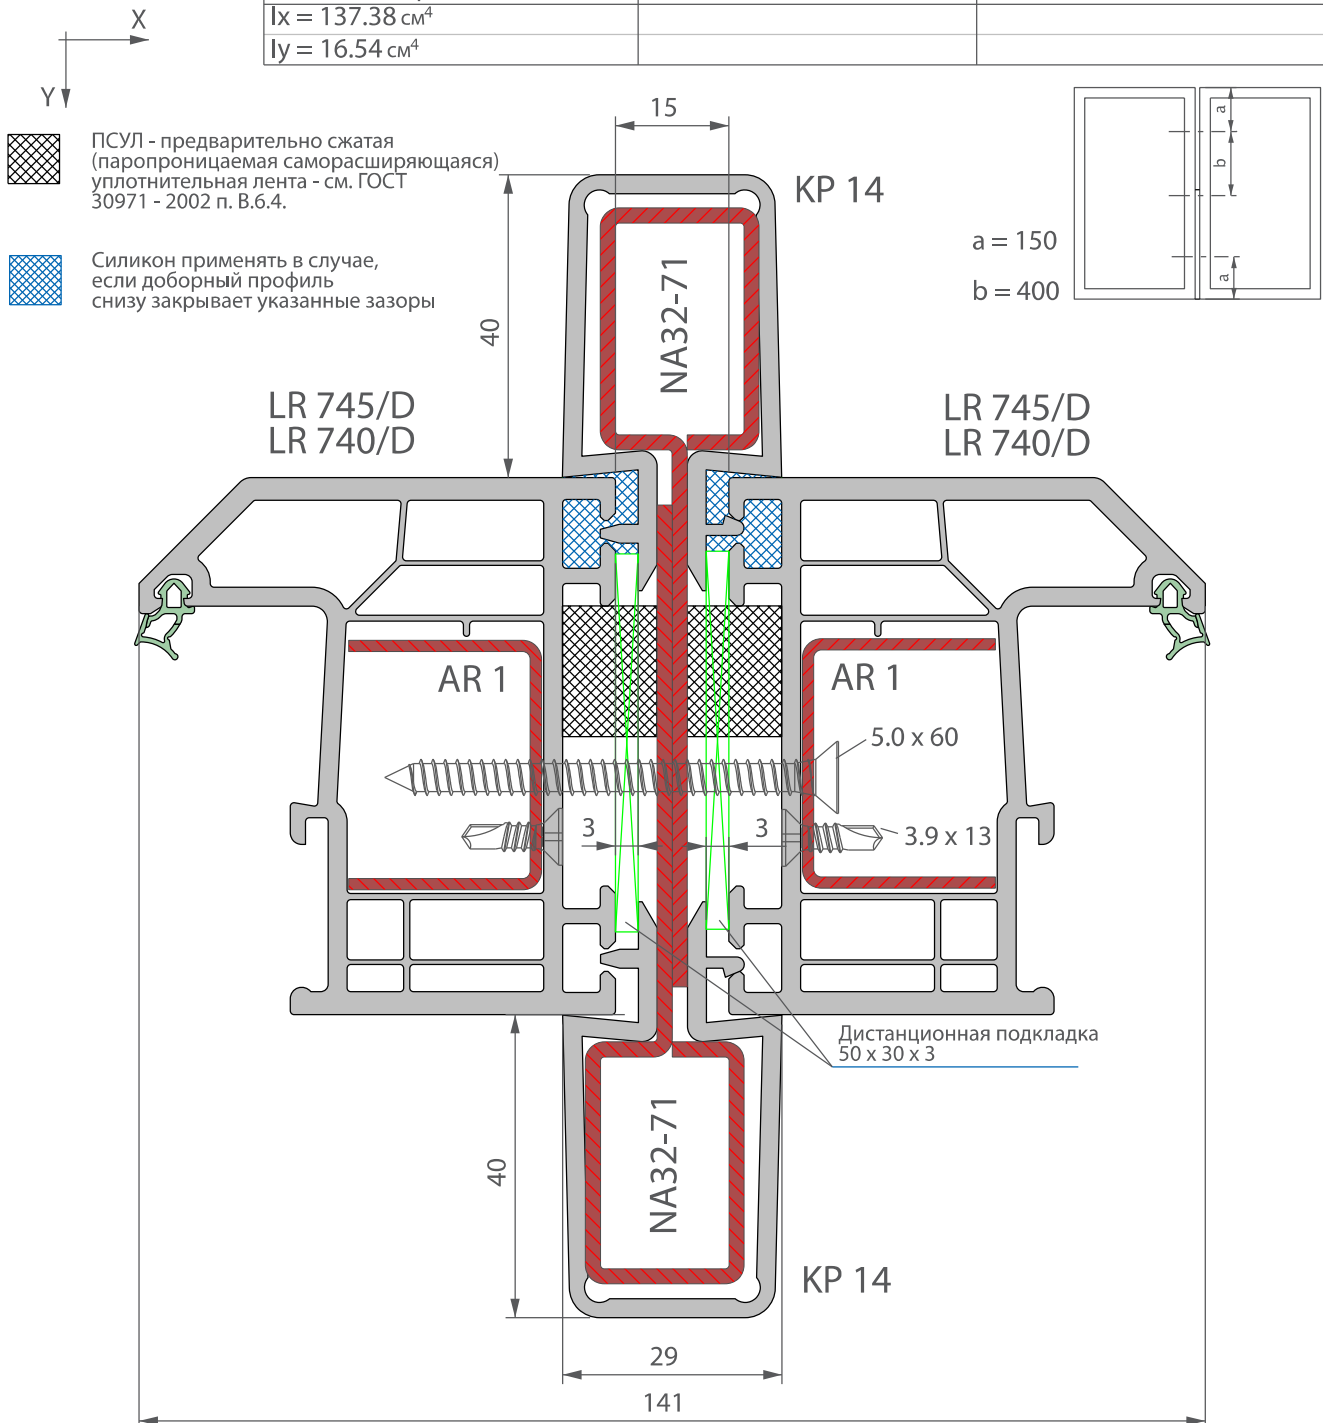 Ix = 137.38 см⁴
Iy = 16.54 см⁴
X
Y
ПСУЛ - предварительно сжатая
(паропроницаемая саморасширяющаяся)
уплотнительная лента - см. ГОСТ
30971 - 2002 п. В.6.4.
Силикон применять в случае,
если доборный профиль
снизу закрывает указанные зазоры
15
KP 14
40
NA32-71
a
b
a
a = 150
b = 400
LR 745/D
LR 740/D
LR 745/D
LR 740/D
AR 1
AR 1
5.0 x 60
3
3
3.9 x 13
Дистанционная подкладка
50 x 30 x 3
40
NA32-71
KP 14
29
141